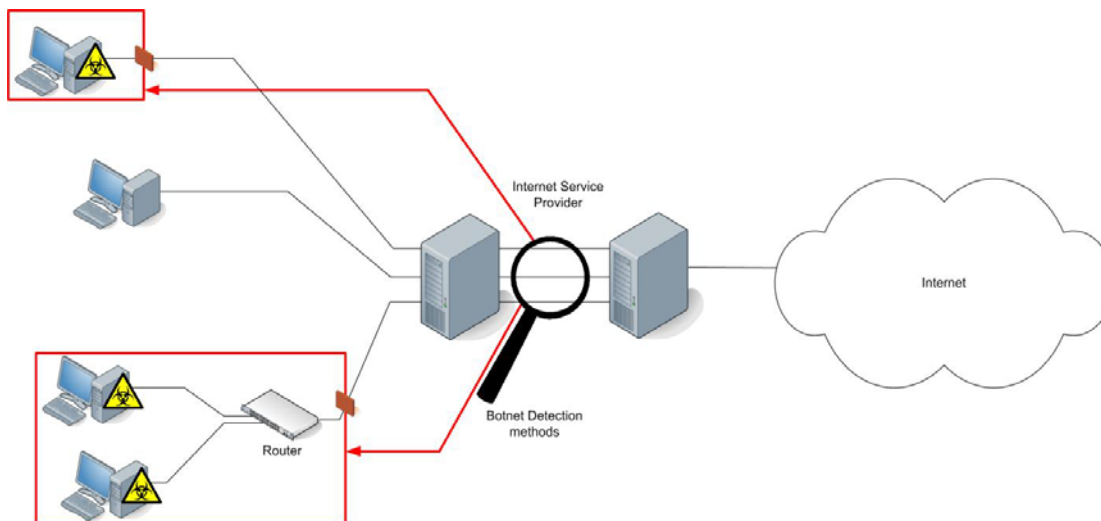 Internet Service
Provider
Internet
Botnet Detection
methods
Router